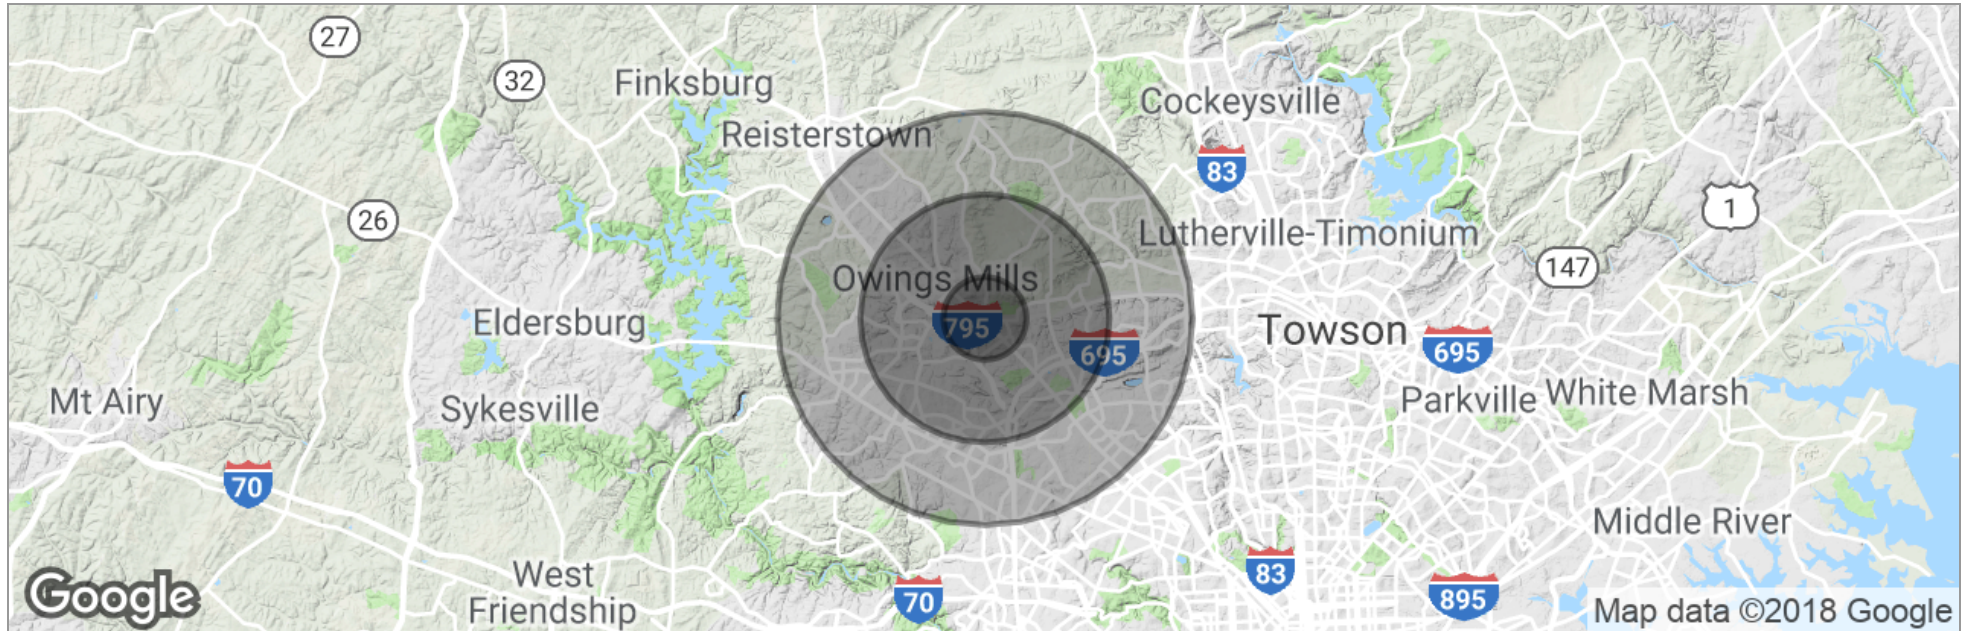 27
32
Finksburg
Cockeysville
Reisterstown
83
26
1
Lutherville-Timonium
147
Owings Mills
795
Eldersburg
Towson
695
695
Mt Airy
Sykesville
Parkville
White Marsh
70
Middle River
83
West
Friendship
70
895
Google
Map data ©2018 Google